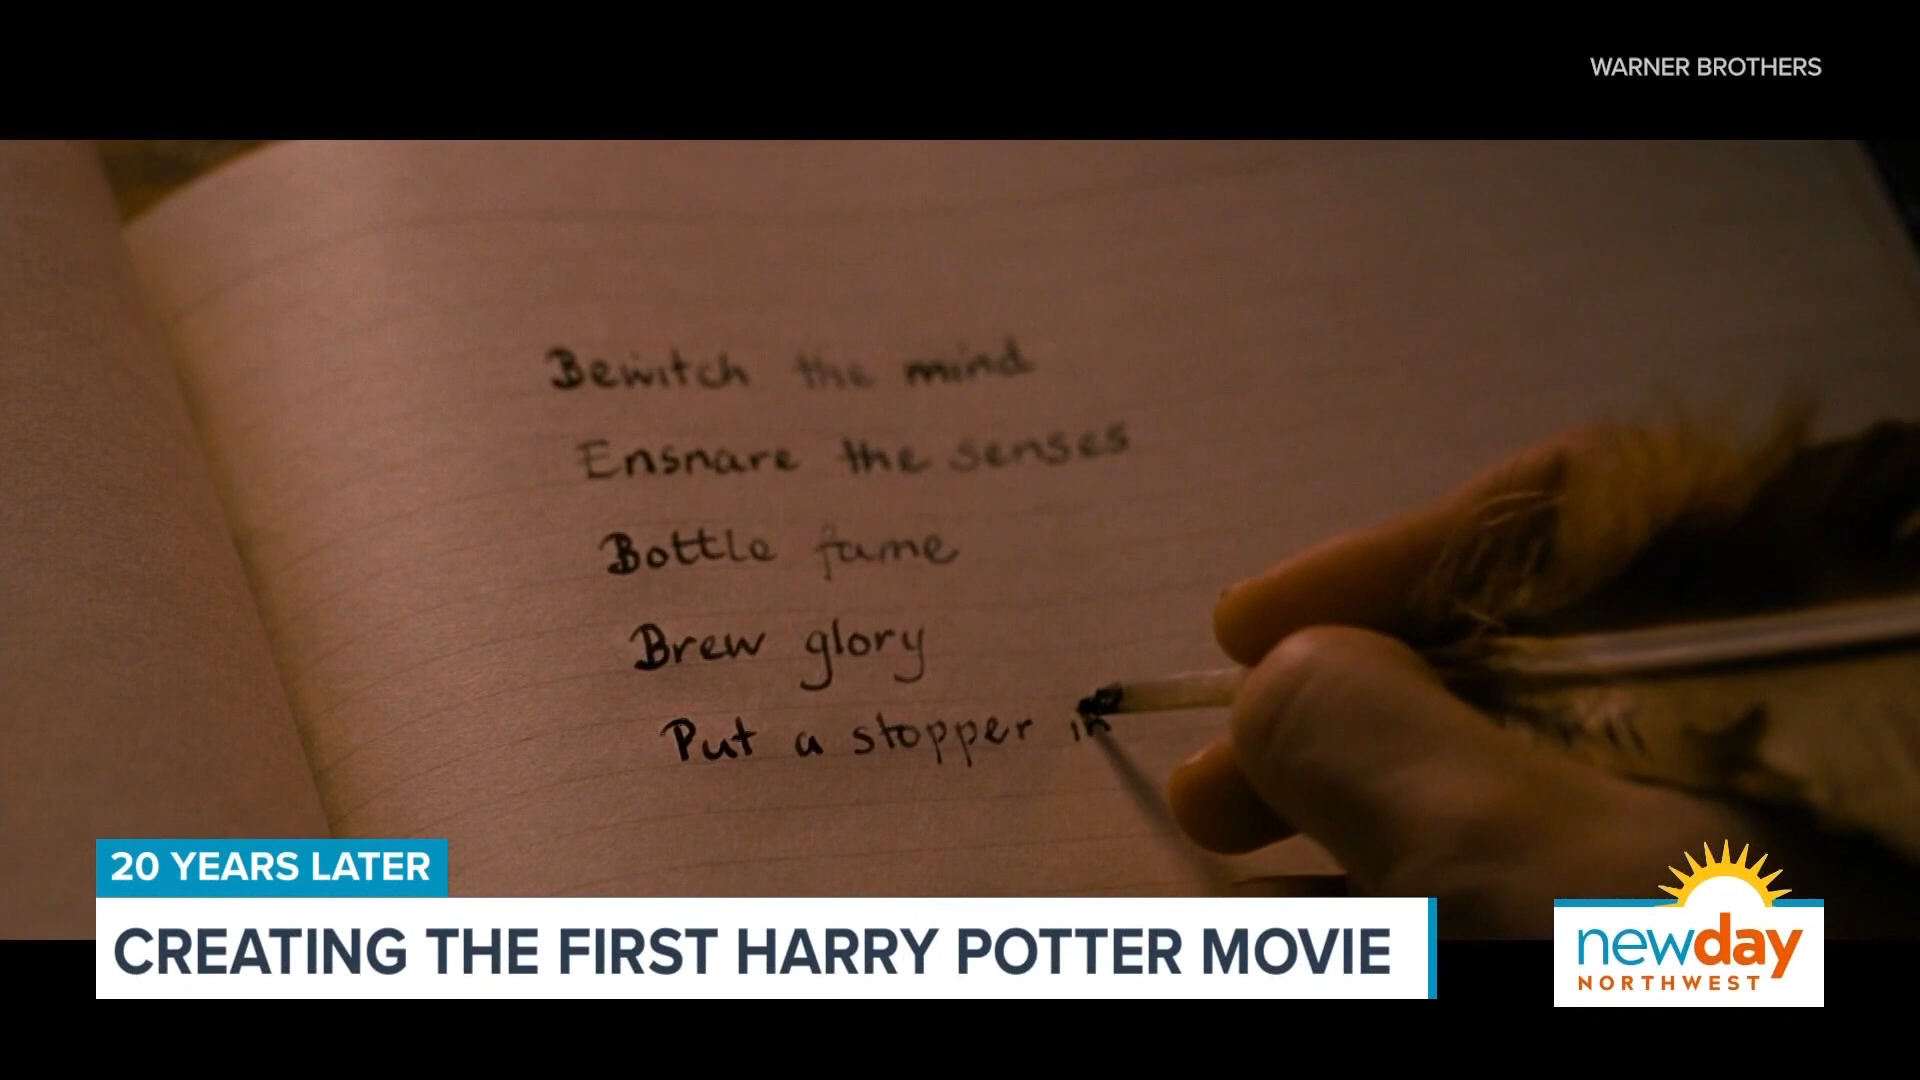 WARNER BROTHERS
Bewitch the mind
Ensnare the senses
Bottle fame
Brew glory
Put a stopper in
20 YEARS LATER
CREATING THE FIRST HARRY POTTER MOVIE
newday
NORTHWEST